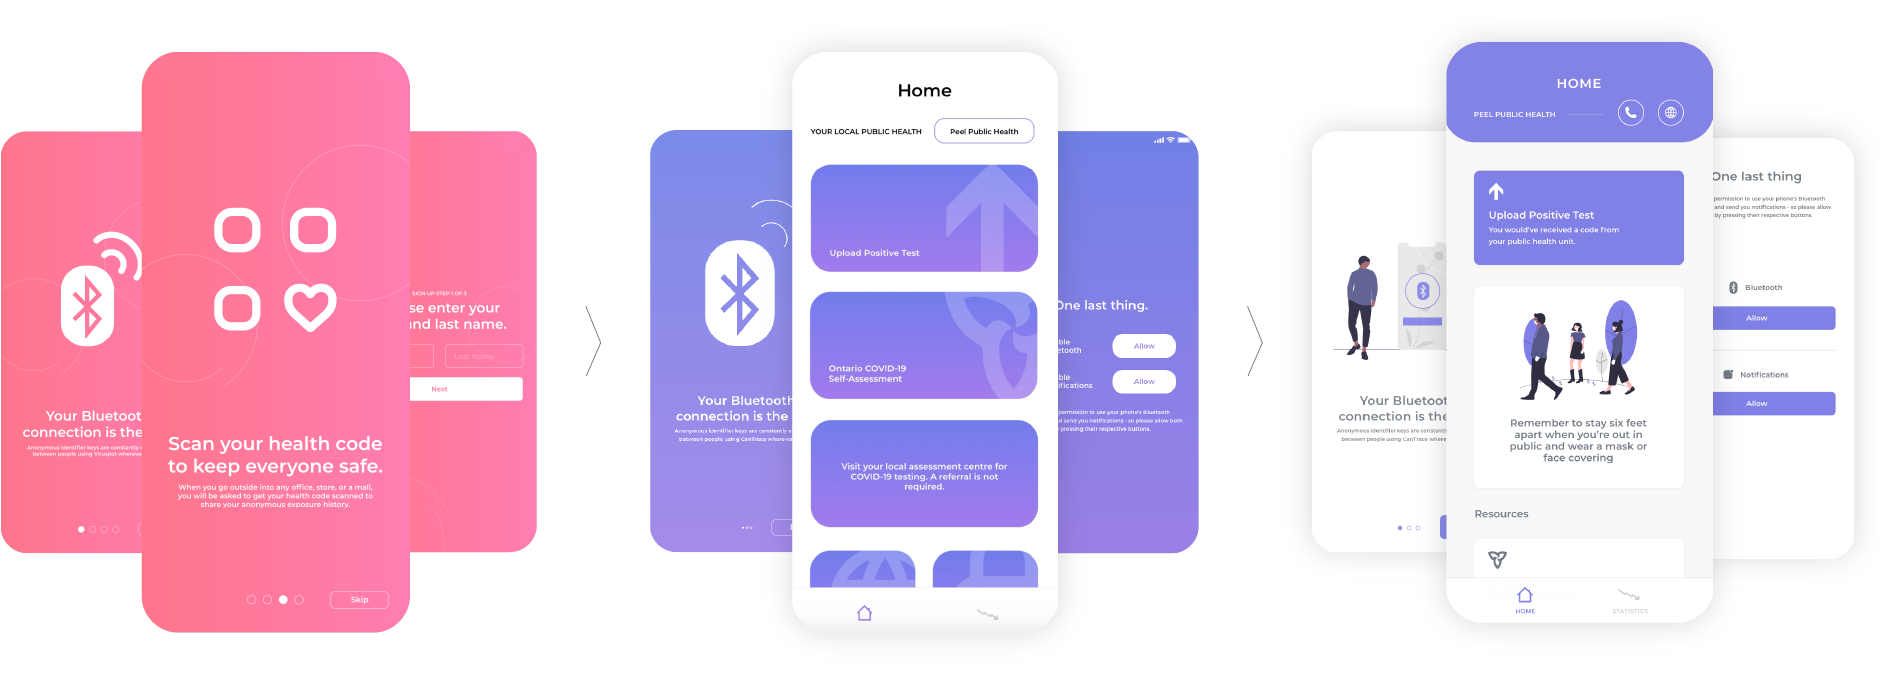 Your Bluetoot
connection is the
Anonymous identifier keys are constantly
between people using Viruspot wherever
Scan your health code
to keep everyone safe.
When you go outside into any office, store, or a mall,
you will be asked to get your health code scanned to
share your anonymous exposure history.
Skip
SIGN UP STEP 1 OF 3
se enter your
nd last name.
Last Name
Next
Your Bluetooth
connection is the
Anonymous identifier keys are constantly
between people using CanTrace wherever
Home
YOUR LOCAL PUBLIC HEALTH
Peel Public Health
Upload Positive Test
Ontario COVID-19
Self-Assessment
Visit your local assessment centre for
COVID-19 testing. A referral is not
required.
One last thing.
ble
etooth
Allow
ble
ifications
Allow
permission to use your phone's Bluetooth
d send you notifications - so please allow both
pressing their respective buttons.
Your Bluetoot
connection is the
Anonymous identifier keys are constantly
between people using CanTrace where
HOME
PEEL PUBLIC HEALTH
Upload Positive Test
You would've received a code from
your public health unit.
Remember to stay six feet
apart when you're out in
public and wear a mask or
face covering
Resources
HOME
STATISTICS
One last thing
permission to use your phone's Bluetooth
and send you notifications - so please allow
by pressing their respective buttons.
Bluetooth
Allow
Notifications
Allow